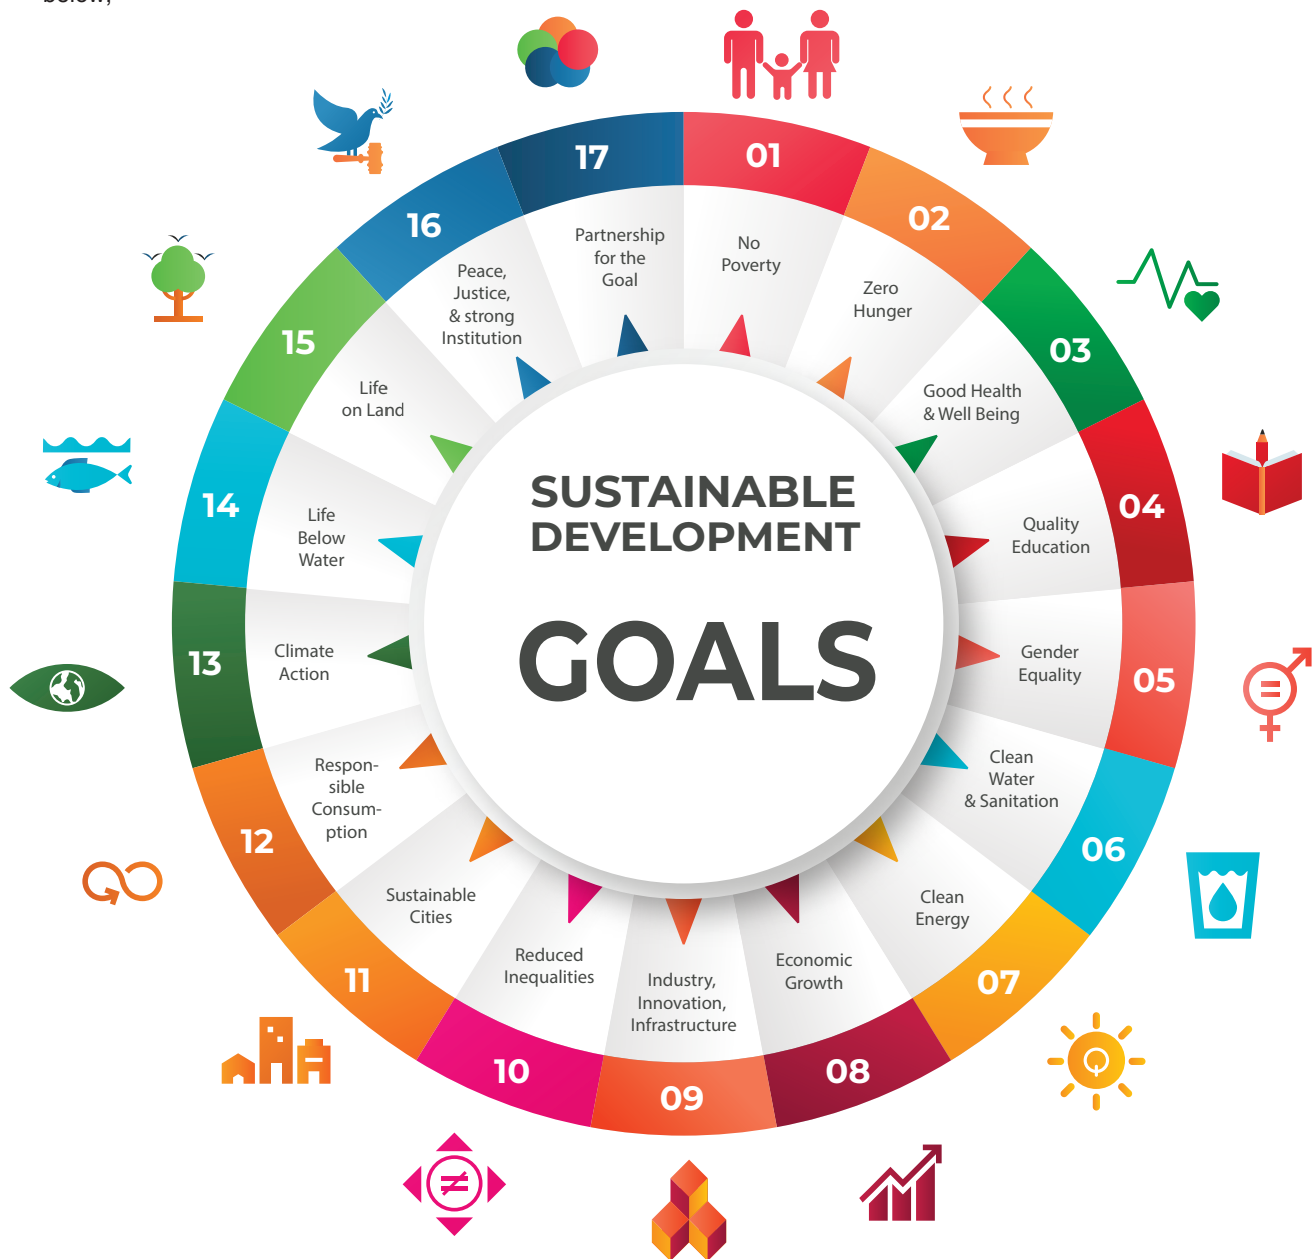 below;
SUSTAINABLE
DEVELOPMENT
GOALS
01
No
Poverty
02
Zero
Hunger
03
Good Health
& Well Being
04
Quality
Education
05
Gender
Equality
06
Clean
Water
& Sanitation
07
Clean
Energy
08
Economic
Growth
09
Industry,
Innovation,
Infrastructure
10
Reduced
Inequalities
11
Sustainable
Cities
12
Respon-
sible
Consum-
ption
13
Climate
Action
14
Life
Below
Water
15
Life
on Land
16
Peace,
Justice,
& strong
Institution
17
Partnership
for the
Goal